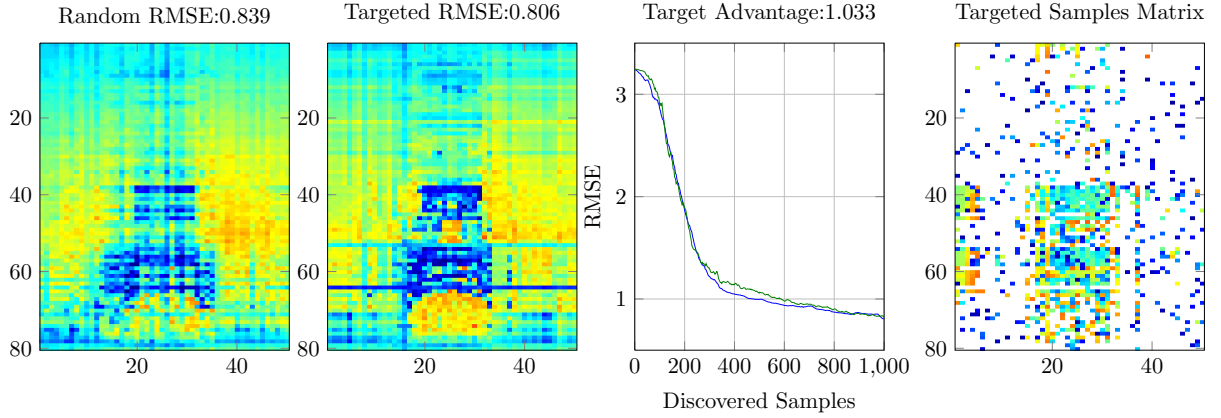 Random RMSE:0.839
Targeted RMSE:0.806
Target Advantage:1.033
Targeted Samples Matrix
20
40
60
80
20 40
20
40
60
80
20 40
RMSE
3
2
1
0 200 400 600 800 1,000
Discovered Samples
20
40
60
80
20 40